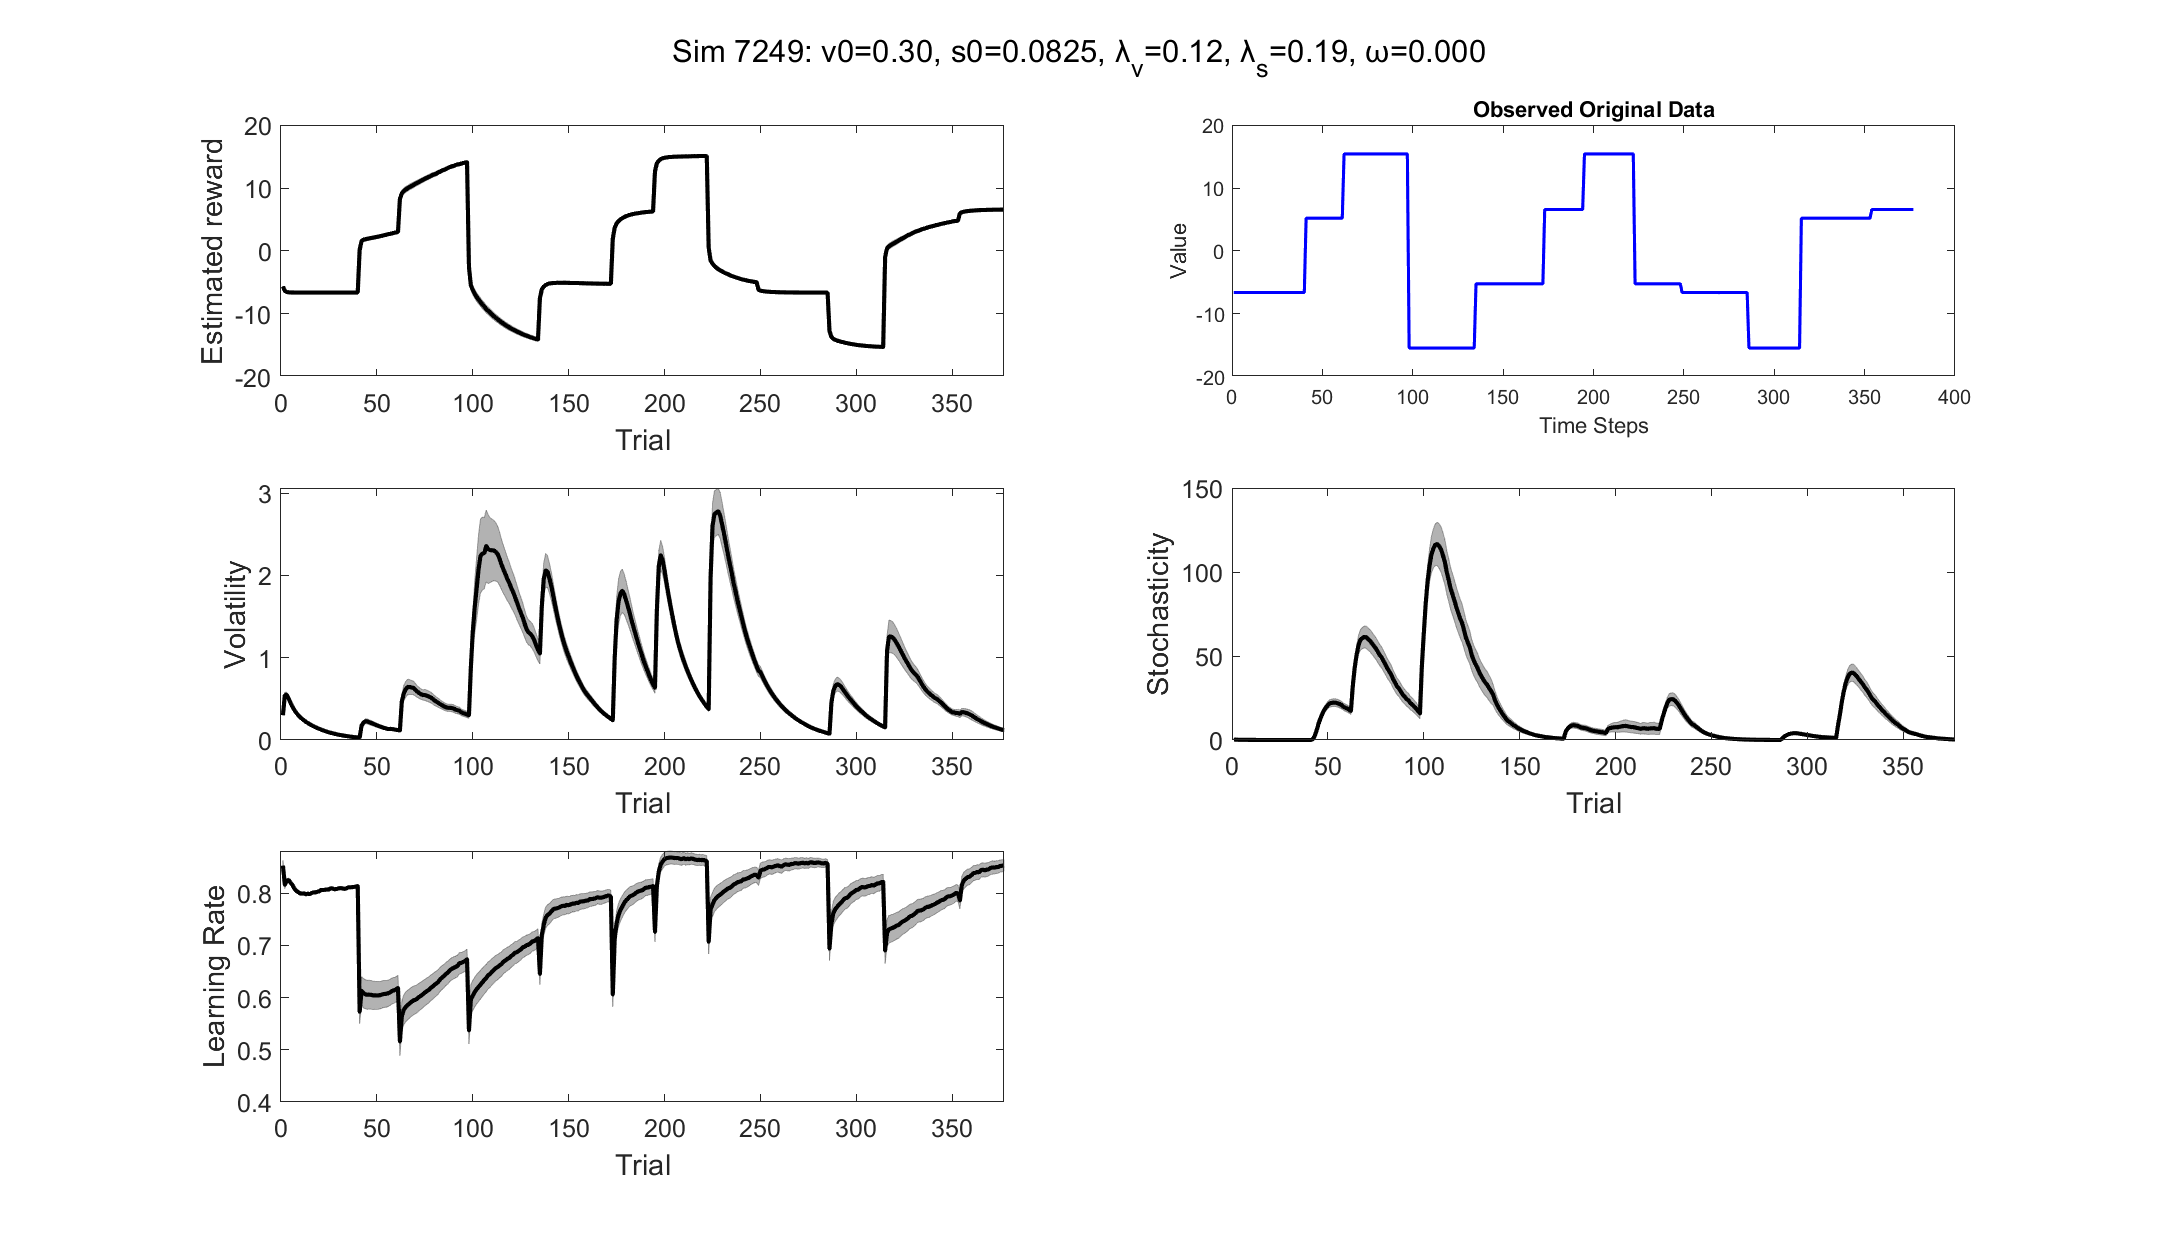 Sim 7249: v0=0.30, s0=0.0825, λ_v=0.12, λ_s=0.19, ω=0.000
Estimated reward
20
10
0
-10
-20
0 50 100 150 200 250 300 350
Trial
Observed Original Data
Value
20
10
0
-10
-20
0 50 100 150 200 250 300 350 400
Time Steps
Volatility
3
2
1
0
0 50 100 150 200 250 300 350
Trial
Stochasticity
150
100
50
0
0 50 100 150 200 250 300 350
Trial
Learning Rate
0.8
0.7
0.6
0.5
0.4
0 50 100 150 200 250 300 350
Trial